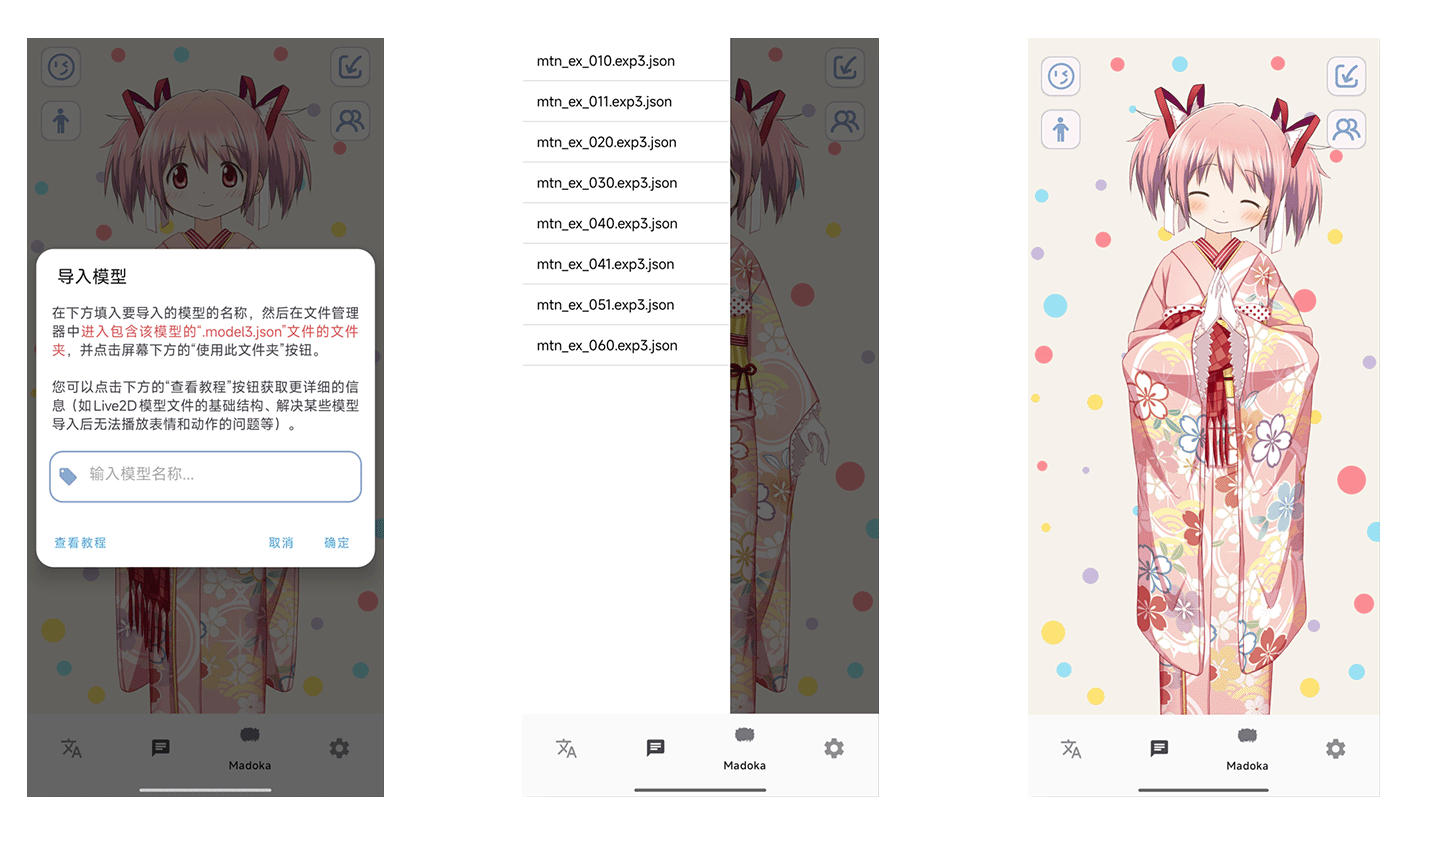 导入模型
在下方填入要导入的模型的名称，然后在文件管理
器中进入包含该模型的“.model3.json”文件的文件
夹，并点击屏幕下方的“使用此文件夹”按钮。
您可以点击下方的“查看教程”按钮获取更详细的信
息（如Live2D模型文件的基础结构、解决某些模型
导入后无法播放表情和动作的问题等）。
输入模型名称...
查看教程
取消
确定
文A
Madoka
mtn_ex_010.exp3.json
mtn_ex_011.exp3.json
mtn_ex_020.exp3.json
mtn_ex_030.exp3.json
mtn_ex_040.exp3.json
mtn_ex_041.exp3.json
mtn_ex_051.exp3.json
mtn_ex_060.exp3.json
文A
Madoka
文A
Madoka